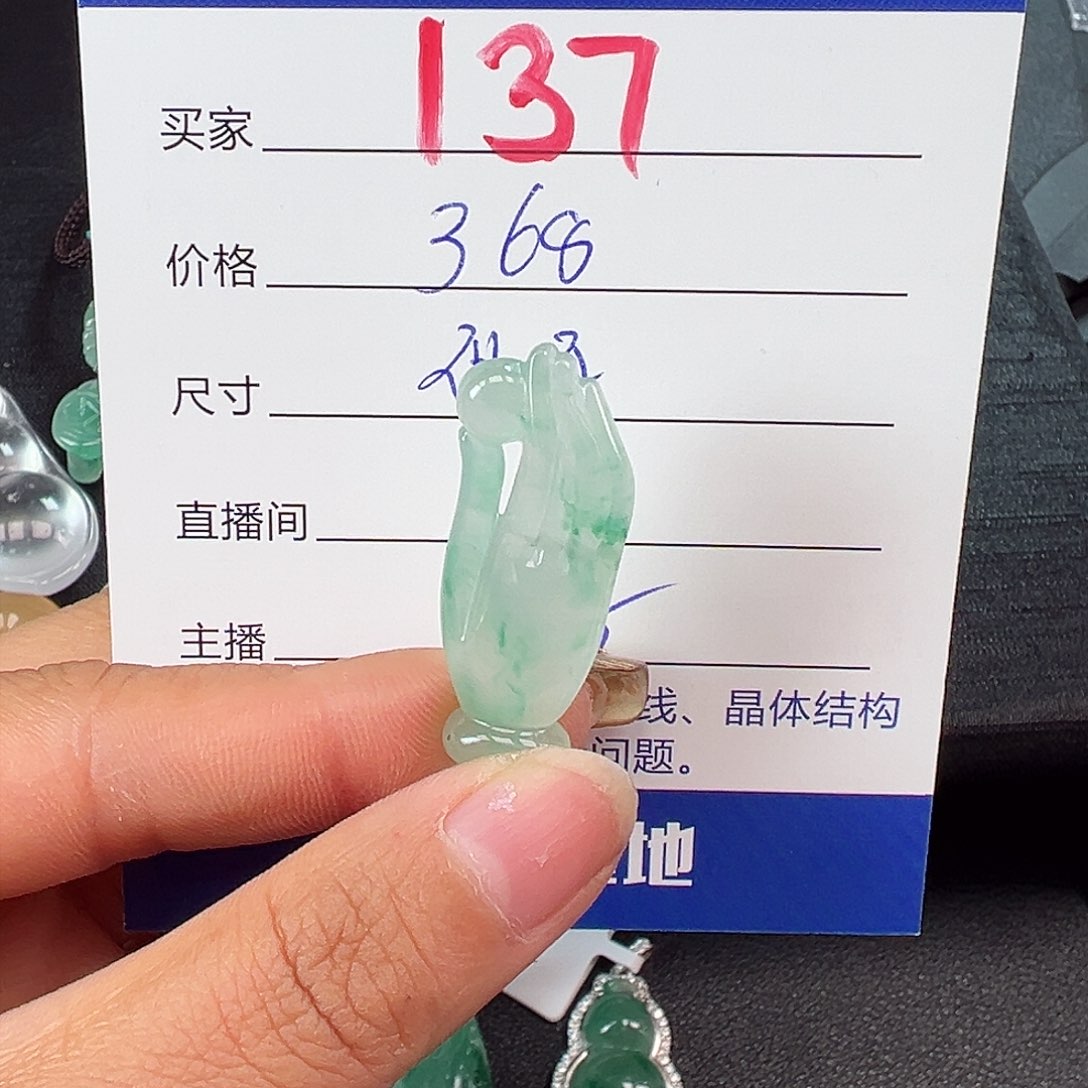 买家 137
价格 368
尺寸
直播间
主播
线、晶体结构
问题。
地